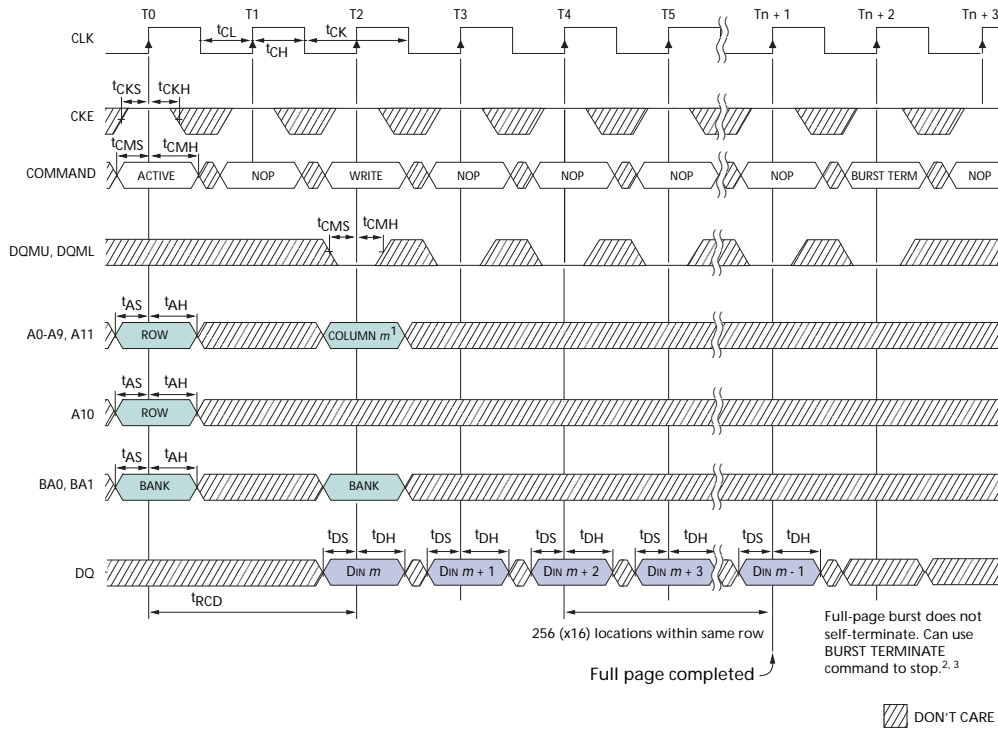 T0 T1 T2 T3 T4 T5 Tn + 1 Tn + 2 Tn + 3
CLK
tCL
tCH
tCK
tCKS tCKH
CKE
tCMS tCMH
COMMAND ACTIVE NOP WRITE NOP NOP NOP NOP BURST TERM NOP
tCMS tCMH
DQMU, DQML
tAS tAH
A0-A9, A11 ROW COLUMN m1
tAS tAH
A10 ROW
tAS tAH
BA0, BA1 BANK BANK
tDS tDH tDS tDH tDS tDH tDS tDH tDS tDH
DQ DIN m DIN m + 1 DIN m + 2 DIN m + 3 DIN m - 1
tRCD
256 (x16) locations within same row
Full page completed
Full-page burst does not
self-terminate. Can use
BURST TERMINATE
command to stop.2, 3
DON'T CARE